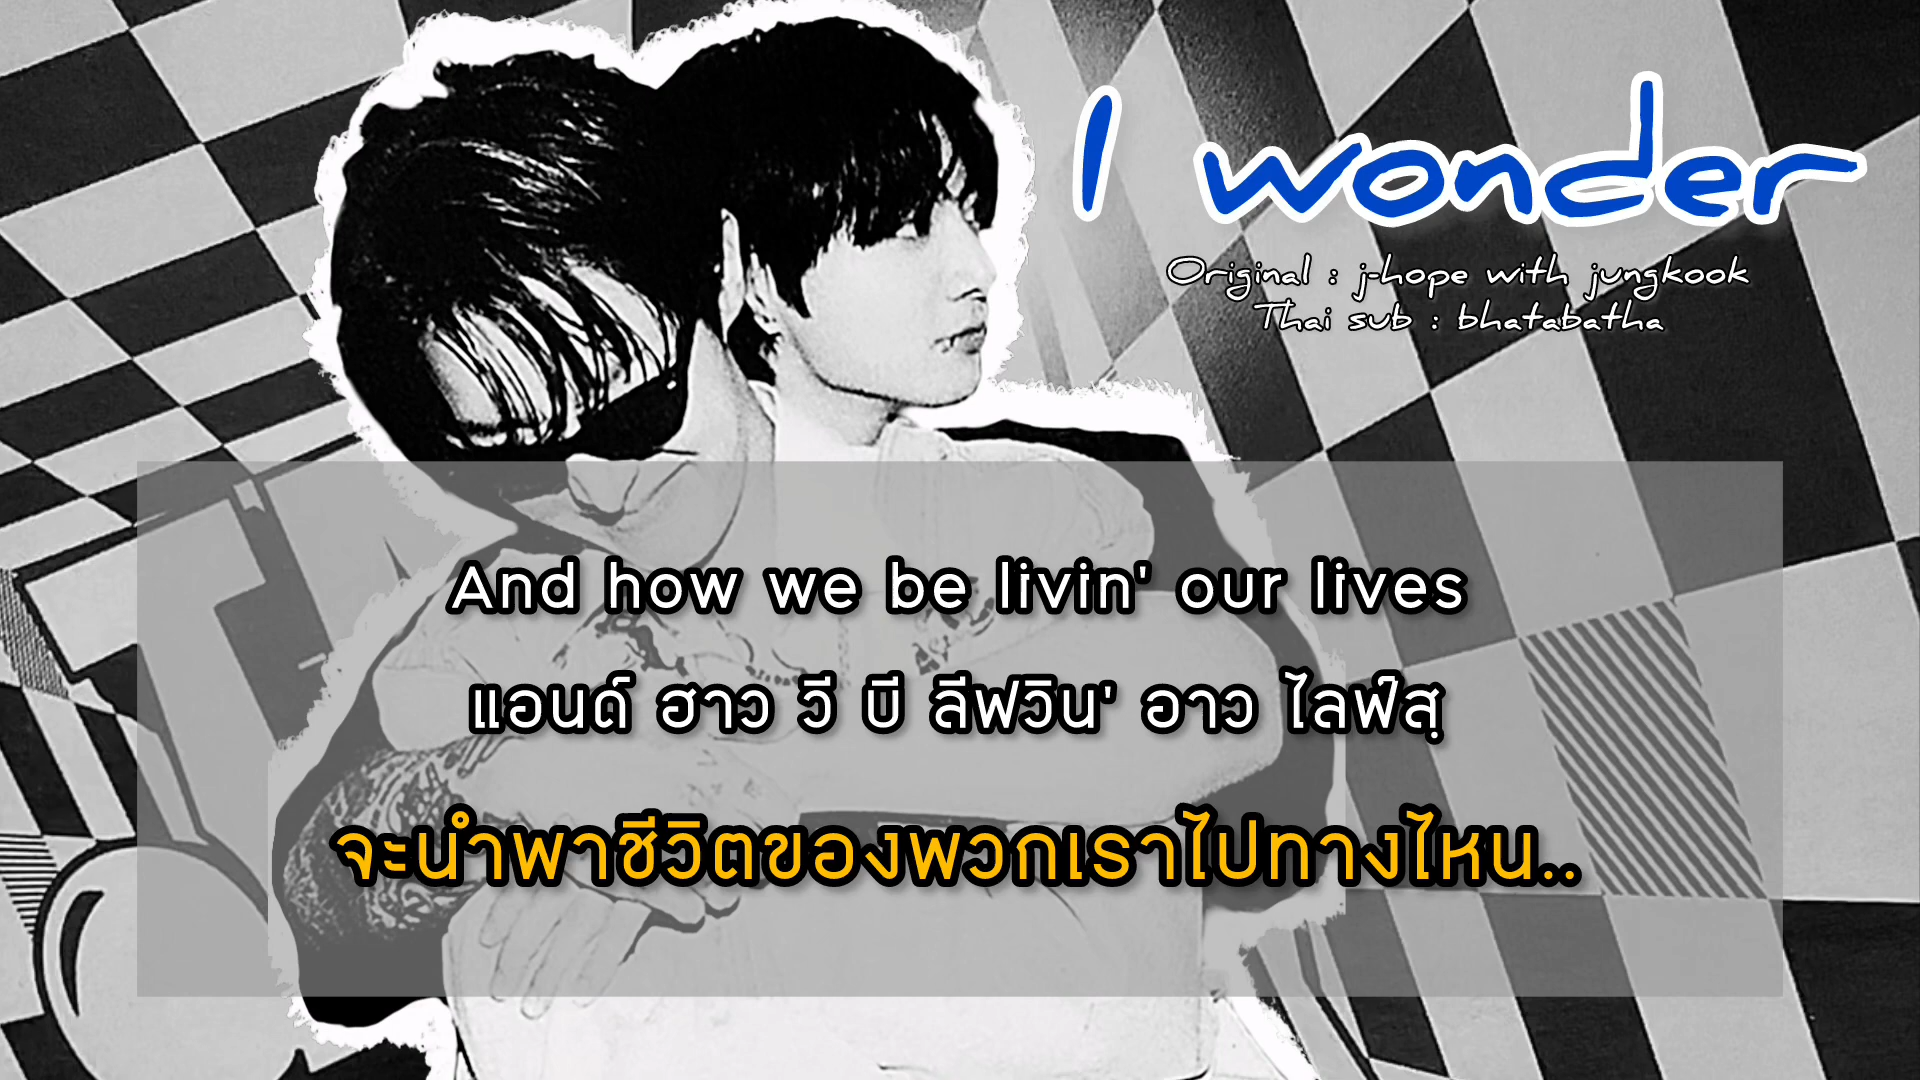 I wonder
Original : j-hope with jungkook
Thai sub : bhatabatha
And how we be livin' our lives
แอนด์ ฮาว วี บี ลีฟวิน' อาว ไลฟ์สฺ
จะนำพาชีวิตของพวกเราไปทางไหน..